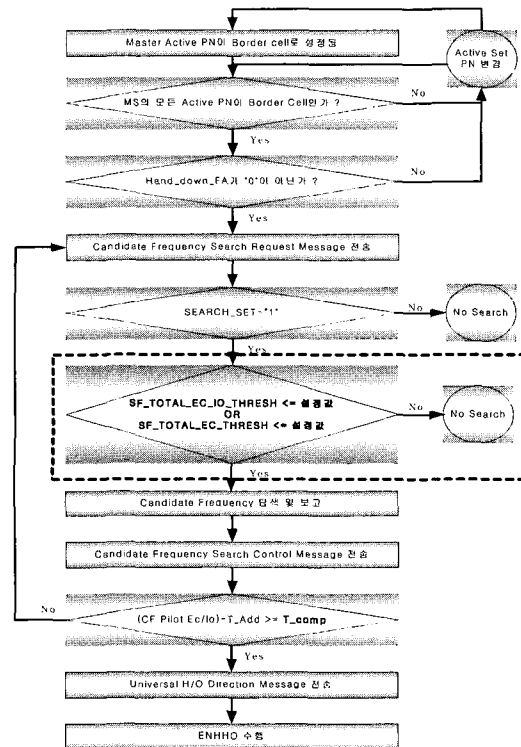 Master Active PN이 Border cell로 설정됨
Active Set
PN 변경
MS의 모든 Active PN이 Border Cell인가 ?
No
Yes
Hand_down_FA가 "0"이 아닌가 ?
No
Yes
Candidate Frequency Search Request Message 전송
SEARCH_SET="1"
No
No Search
Yes
SF_TOTAL_EC_IO_THRESH <= 설정값
OR
SF_TOTAL_EC_THRESH <= 설정값
No
No Search
Yes
Candidate Frequency 탐색 및 보고
Candidate Frequency Search Control Message 전송
No
(CF Pilot Ec/Io)-T_Add >= T_comp
Yes
Universal H/O Direction Message 전송
ENHHO 수행